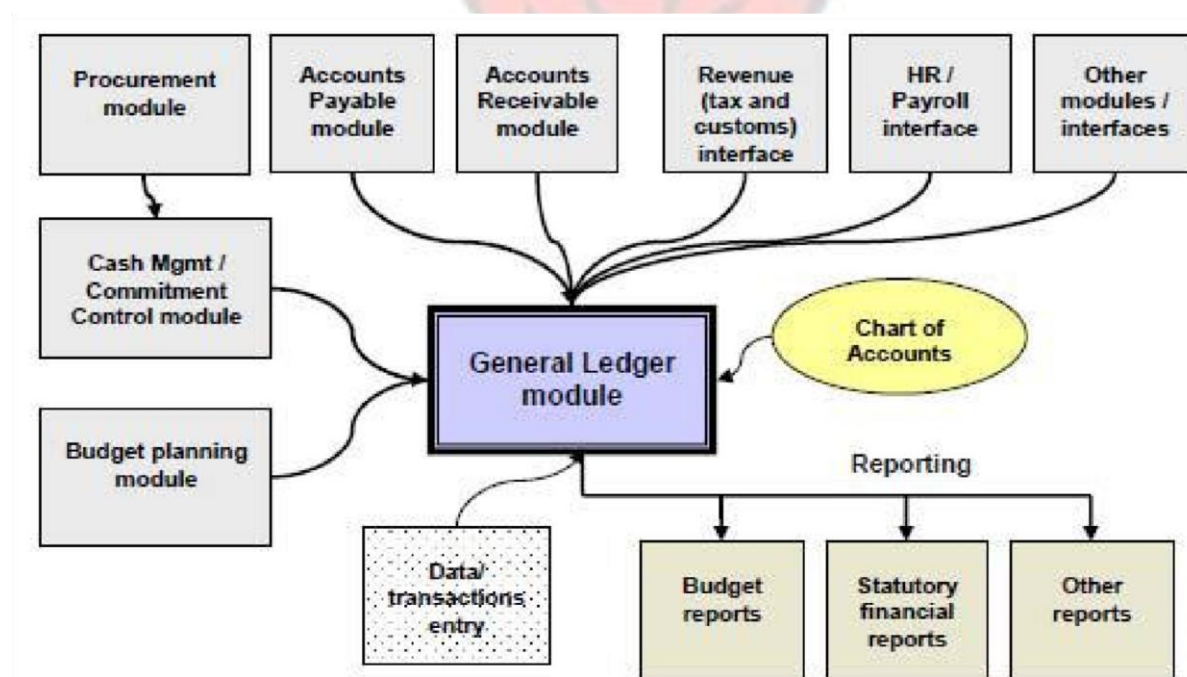 Procurement
module
Accounts
Payable
module
Accounts
Receivable
module
Revenue
(tax and
customs)
interface
HR /
Payroll
interface
Other
modules /
interfaces
Cash Mgmt /
Commitment
Control module
General Ledger
module
Chart of
Accounts
Budget planning
module
Reporting
Data/
transactions
entry
Budget
reports
Statutory
financial
reports
Other
reports